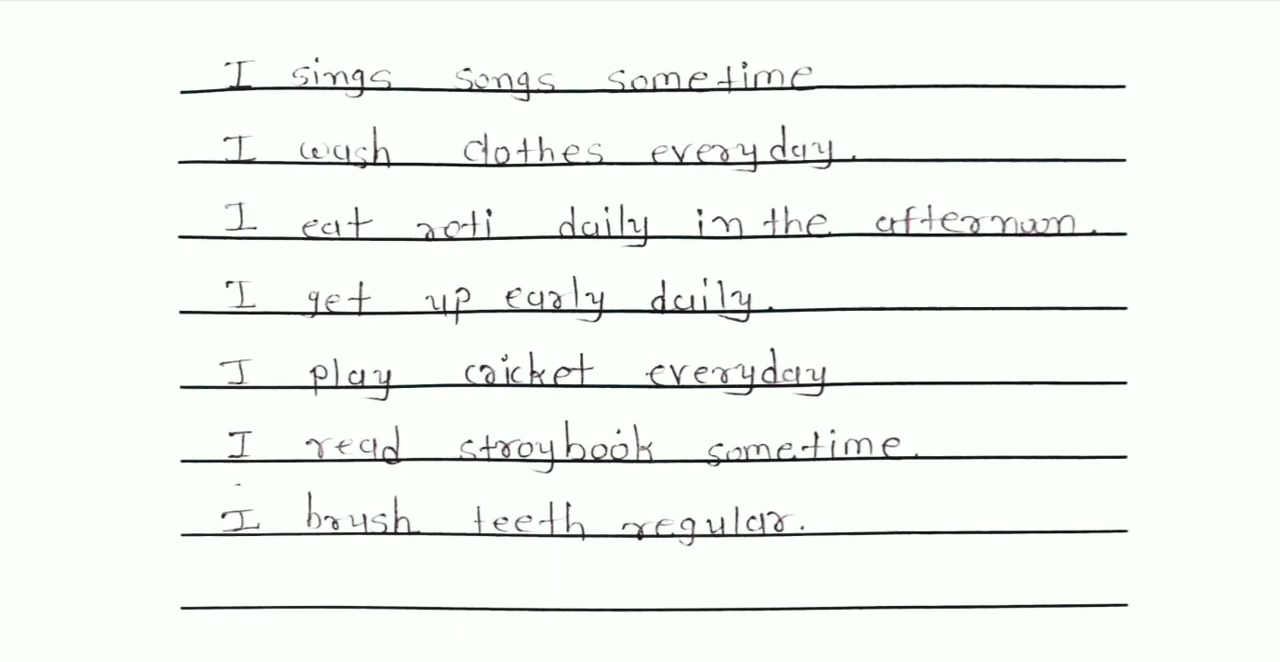 I sings songs sometime
I wash clothes everyday.
I eat roti daily in the afternoon.
I get up early daily.
I play cricket everyday
I read stroybook sometime.
I brush teeth regular.